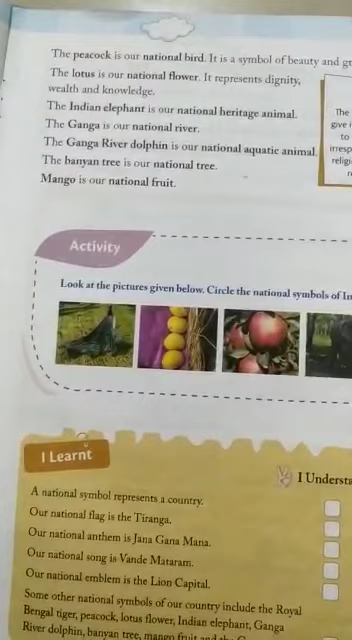 The peacock is our national bird. It is a symbol of beauty and
The lotus is our national flower. It represents dignity,
wealth and knowledge.
The Indian elephant is our national heritage animal.
The Ganga is our national river.
The Ganga River dolphin is our national aquatic animal.
The banyan tree is our national tree.
Mango is our national fruit.
The
give
to
Activity
Look at the pictures given below. Circle the national symbols of
I Learnt
I
A national symbol represents a country.
Our national flag is the Tiranga.
Our national anthem is Jana Gana Mana.
Our national song is Vande Mataram.
Our national emblem is the Lion Capital.
Some other national symbols of our country include the Royal
Bengal tiger, peacock, lotus flower, Indian elephant, Ganga
River dolphin, banyan tree, mango fruit and the